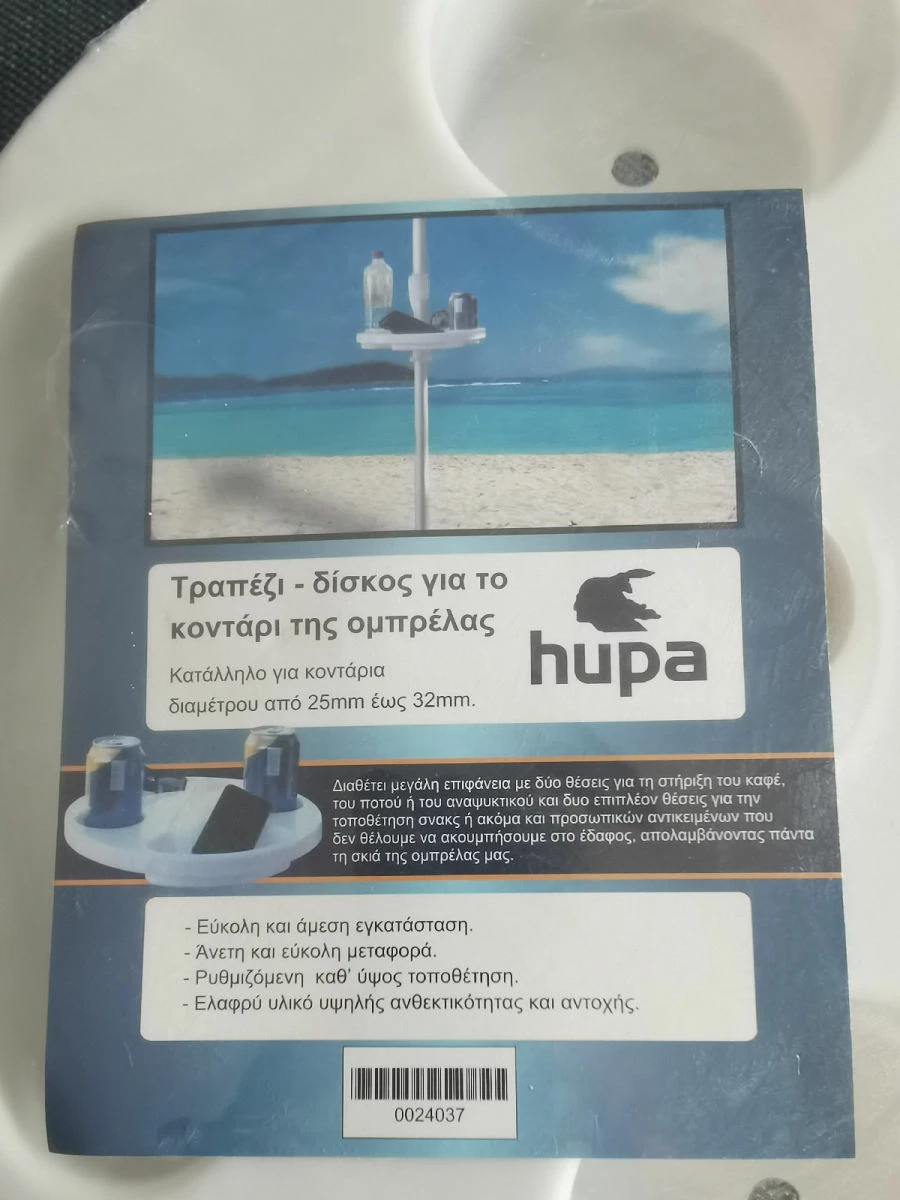 Τραπέζι - δίσκος για το
κοντάρι της ομπρέλας
Κατάλληλο για κοντάρια
διαμέτρου από 25mm έως 32mm.
hupa
Διαθέτει μεγάλη επιφάνεια με δύο θέσεις για τη στήριξη του καφέ,
του ποτού ή του αναψυκτικού και δυο επιπλέον θέσεις για την
τοποθέτηση σνακς ή ακόμα και προσωπικών αντικειμένων που
δεν θέλουμε να ακουμπήσουμε στο έδαφος, απολαμβάνοντας πάντα
τη σκιά της ομπρέλας μας.
- Εύκολη και άμεση εγκατάσταση.
- Άνετη και εύκολη μεταφορά.
- Ρυθμιζόμενη καθ' ύψος τοποθέτηση.
- Ελαφρύ υλικό υψηλής ανθεκτικότητας και αντοχής.
0024037